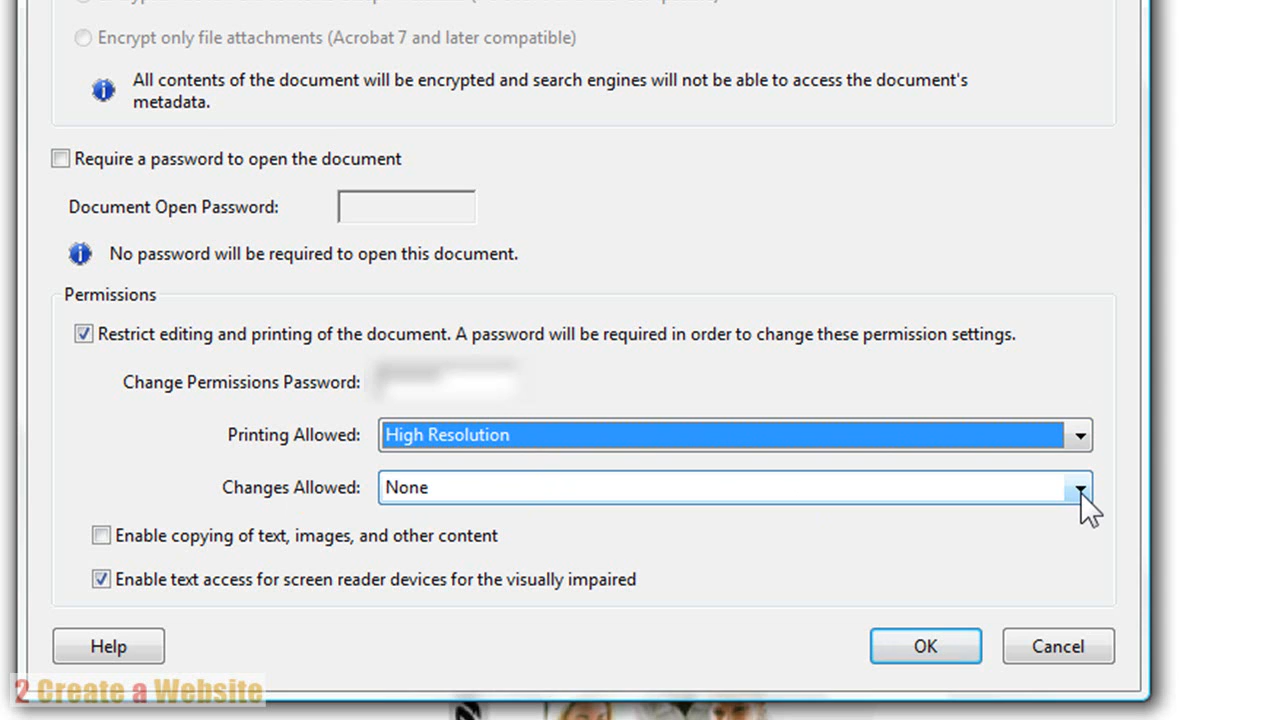 Encrypt only file attachments (Acrobat 7 and later compatible)
All contents of the document will be encrypted and search engines will not be able to access the document's
metadata.
Require a password to open the document
Document Open Password:
No password will be required to open this document.
Permissions
Restrict editing and printing of the document. A password will be required in order to change these permission settings.
Change Permissions Password:
Printing Allowed: High Resolution
Changes Allowed: None
Enable copying of text, images, and other content
Enable text access for screen reader devices for the visually impaired
Help OK Cancel
2 Create a Website